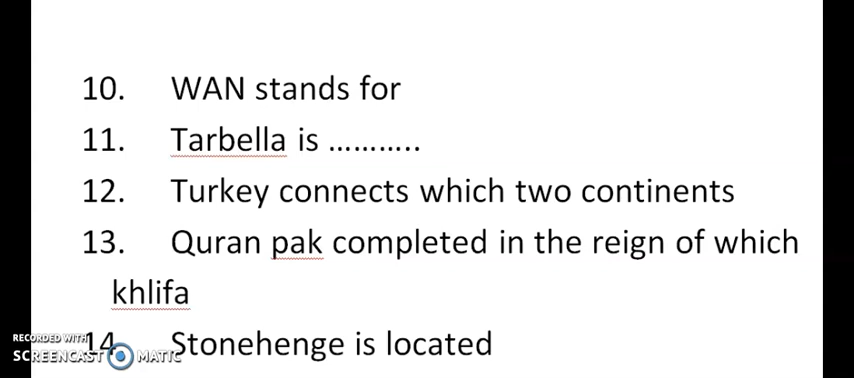 10. WAN stands for
11. Tarbella is ………..
12. Turkey connects which two continents
13. Quran pak completed in the reign of which
khlifa
14. Stonehenge is located
RECORDED WITH
SCREENCAST MATIC